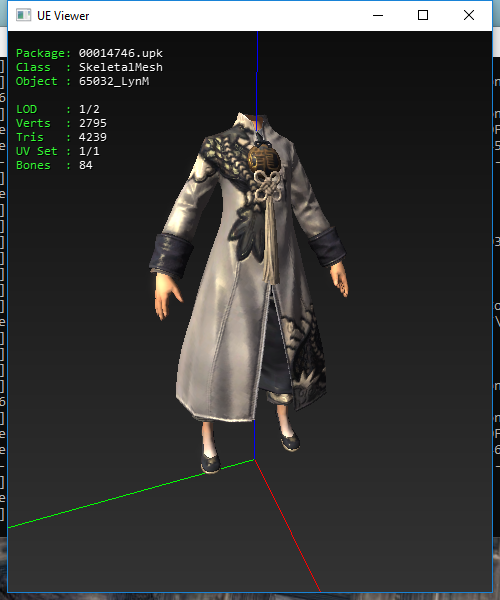 UE Viewer
Package: 00014746.upk
Class : SkeletalMesh
Object : 65032_LynM
LOD : 1/2
Verts : 2795
Tris : 4239
UV Set : 1/1
Bones : 84